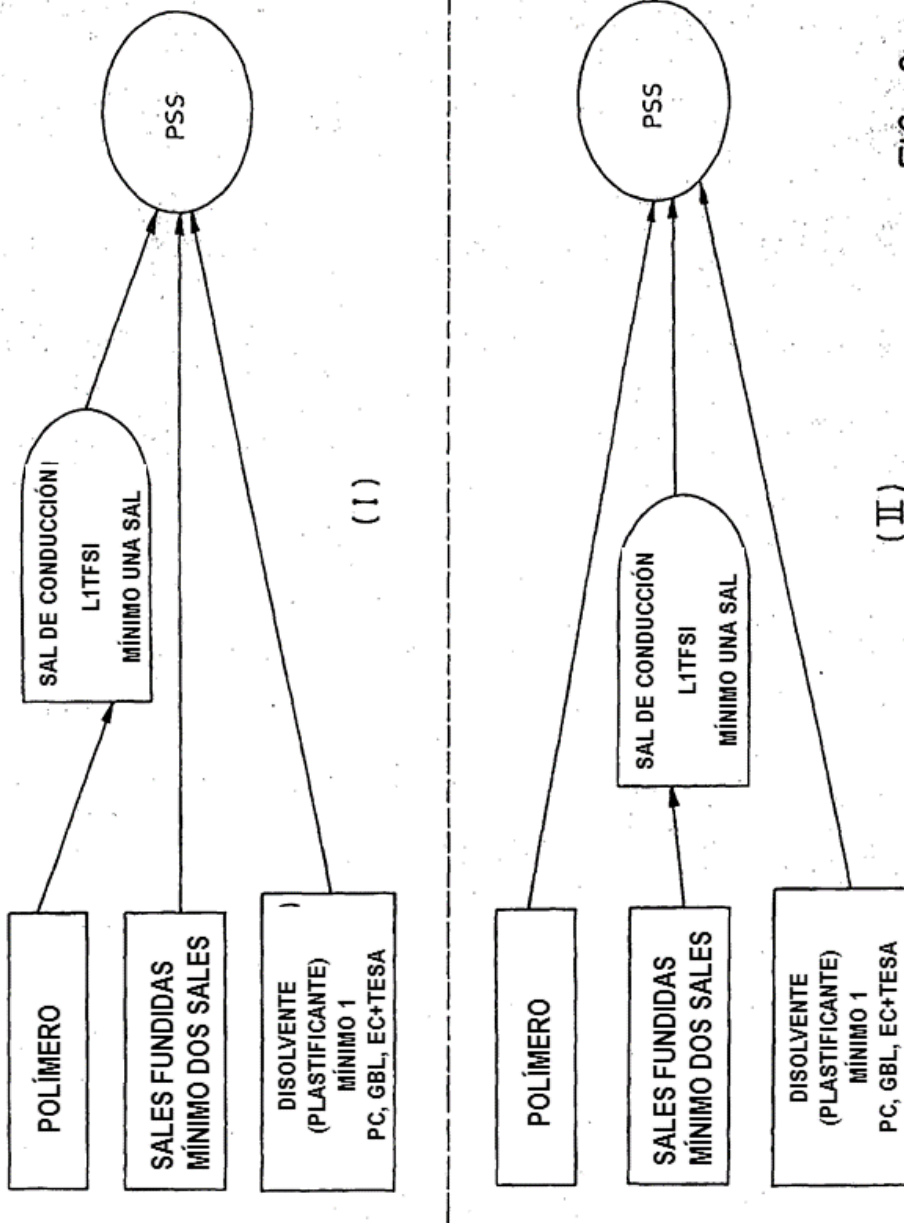 POLÍMERO
SALES FUNDIDAS
MÍNIMO DOS SALES
DISOLVENTE
(PLASTIFICANTE)
MÍNIMO 1
PC, GBL, EC+TESA
SAL DE CONDUCCIÓN
L1TFSI
MÍNIMO UNA SAL
PSS
(I)
POLÍMERO
SALES FUNDIDAS
MÍNIMO DOS SALES
DISOLVENTE
(PLASTIFICANTE)
MÍNIMO 1
PC, GBL, EC+TESA
SAL DE CONDUCCIÓN
L1TFSI
MÍNIMO UNA SAL
PSS
(II)